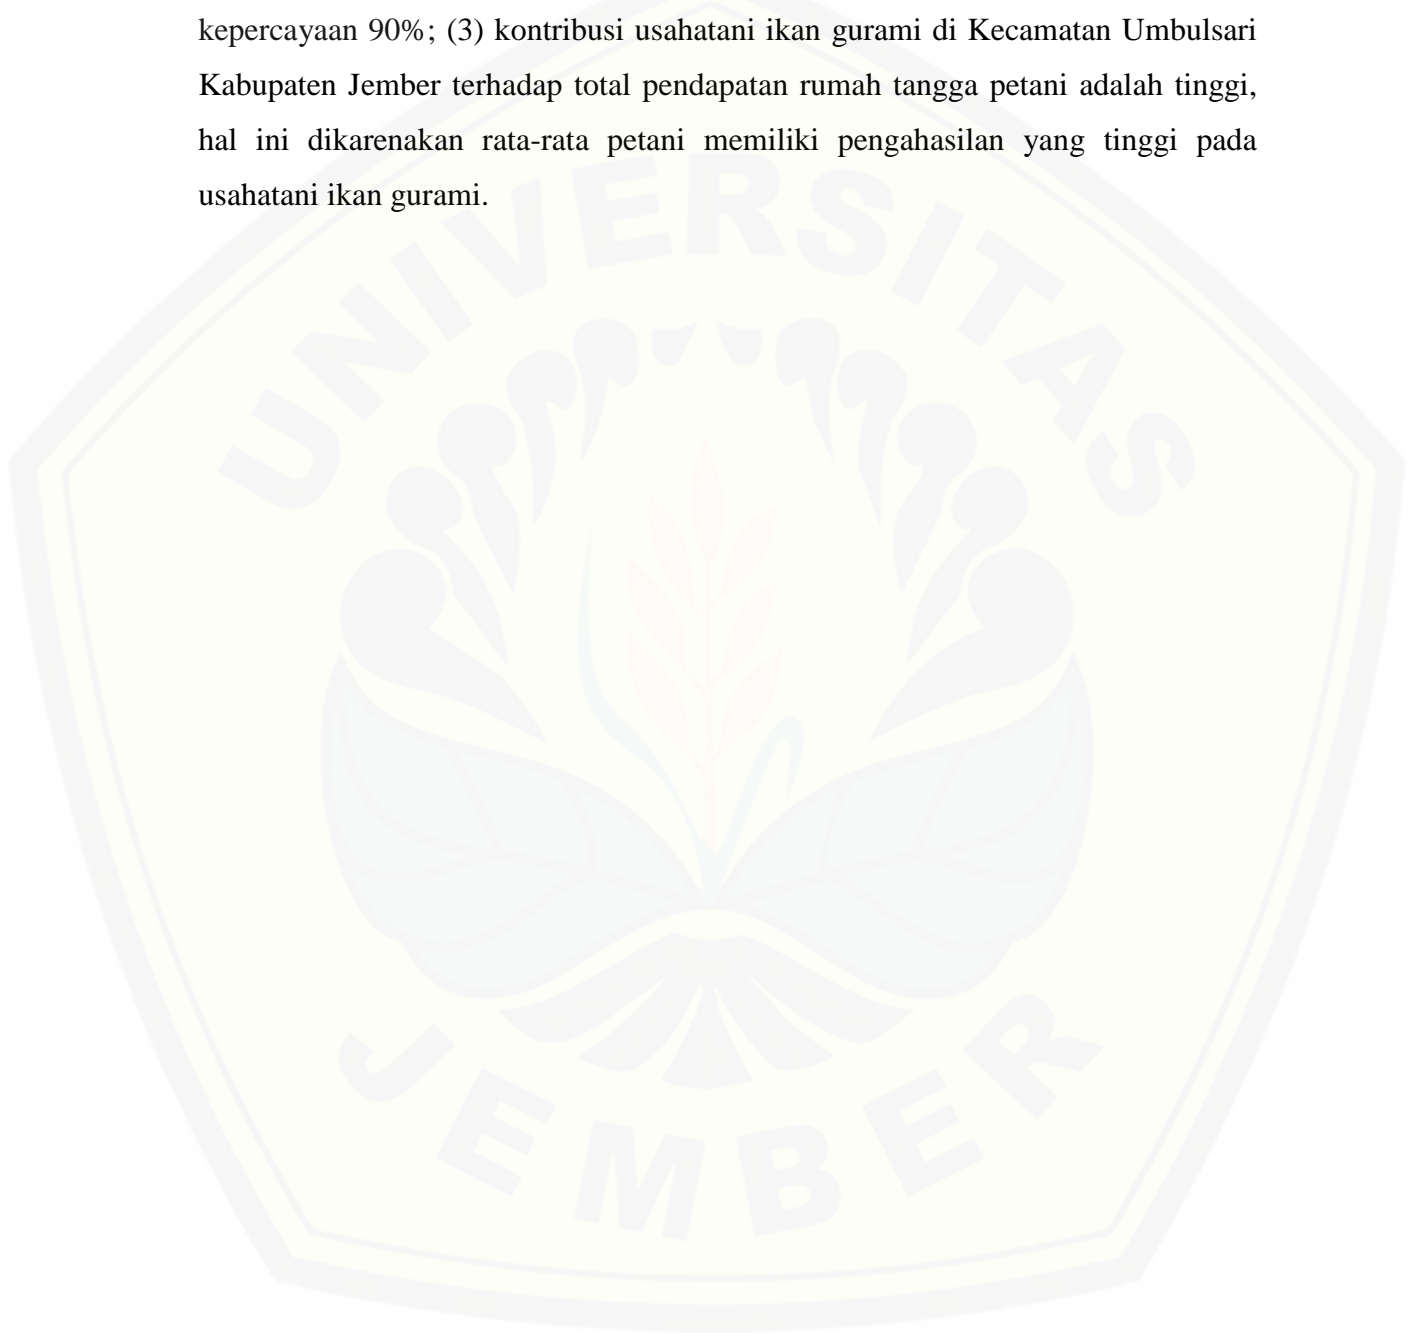 kepercayaan 90%; (3) kontribusi usahatani ikan gurami di Kecamatan Umbulsari
Kabupaten Jember terhadap total pendapatan rumah tangga petani adalah tinggi,
hal ini dikarenakan rata-rata petani memiliki pengahasilan yang tinggi pada
usahatani ikan gurami.
UNIVERSITAS
JEMBER